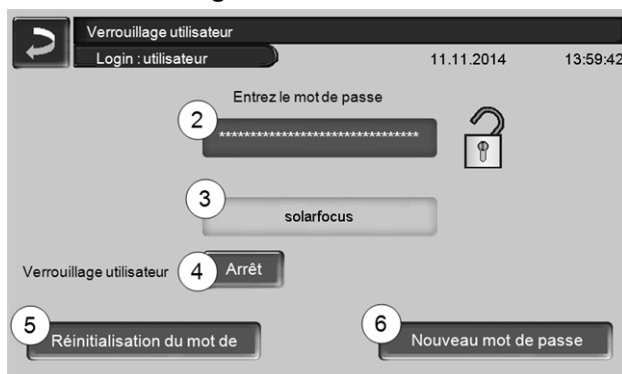 Verrouillage utilisateur
Login : utilisateur 11.11.2014 13:59:42
Entrez le mot de passe
2
********************************
3
solarfocus
Verrouillage utilisateur 4 Arrêt
5 Réinitialisation du mot de
6 Nouveau mot de passe